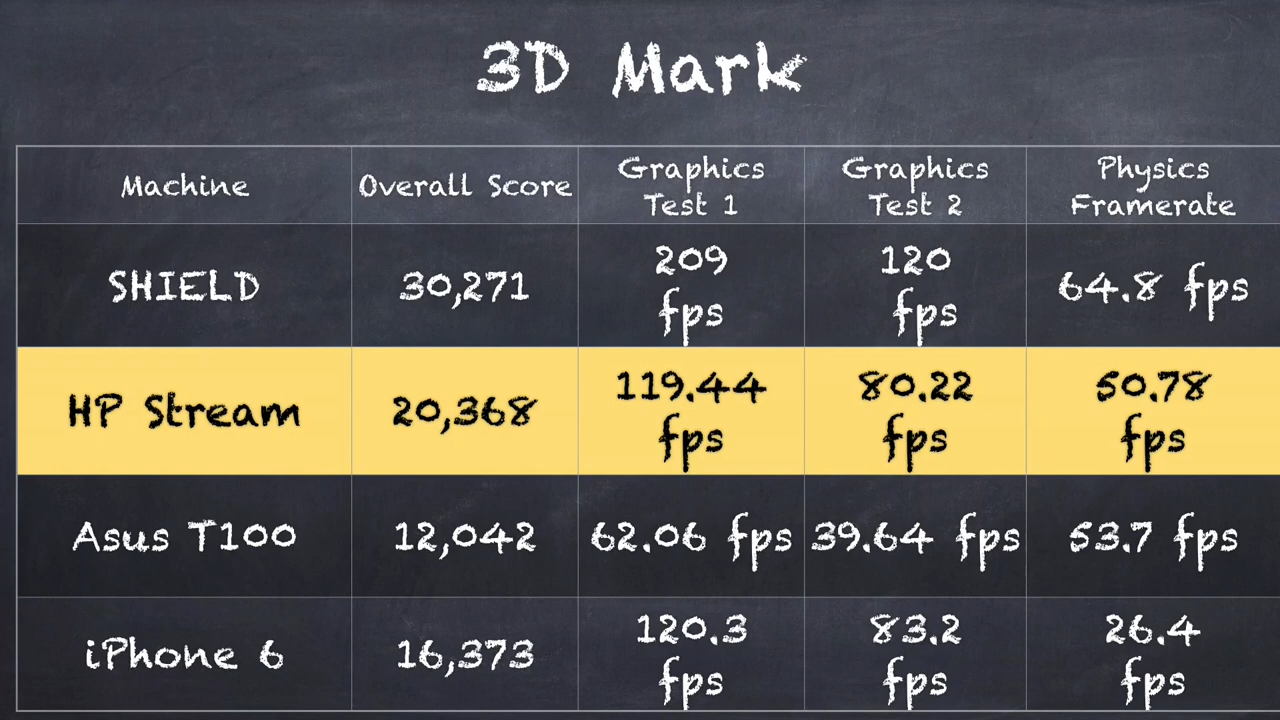 3D Mark
Machine
Overall Score
Graphics
Test 1
Graphics
Test 2
Physics
Framerate
SHIELD
30,271
209
fps
120
fps
64.8 fps
HP Stream
20,368
119.44
fps
80.22
fps
50.78
fps
Asus T100
12,042
62.06 fps
39.64 fps
53.7 fps
iPhone 6
16,373
120.3
fps
83.2
fps
26.4
fps